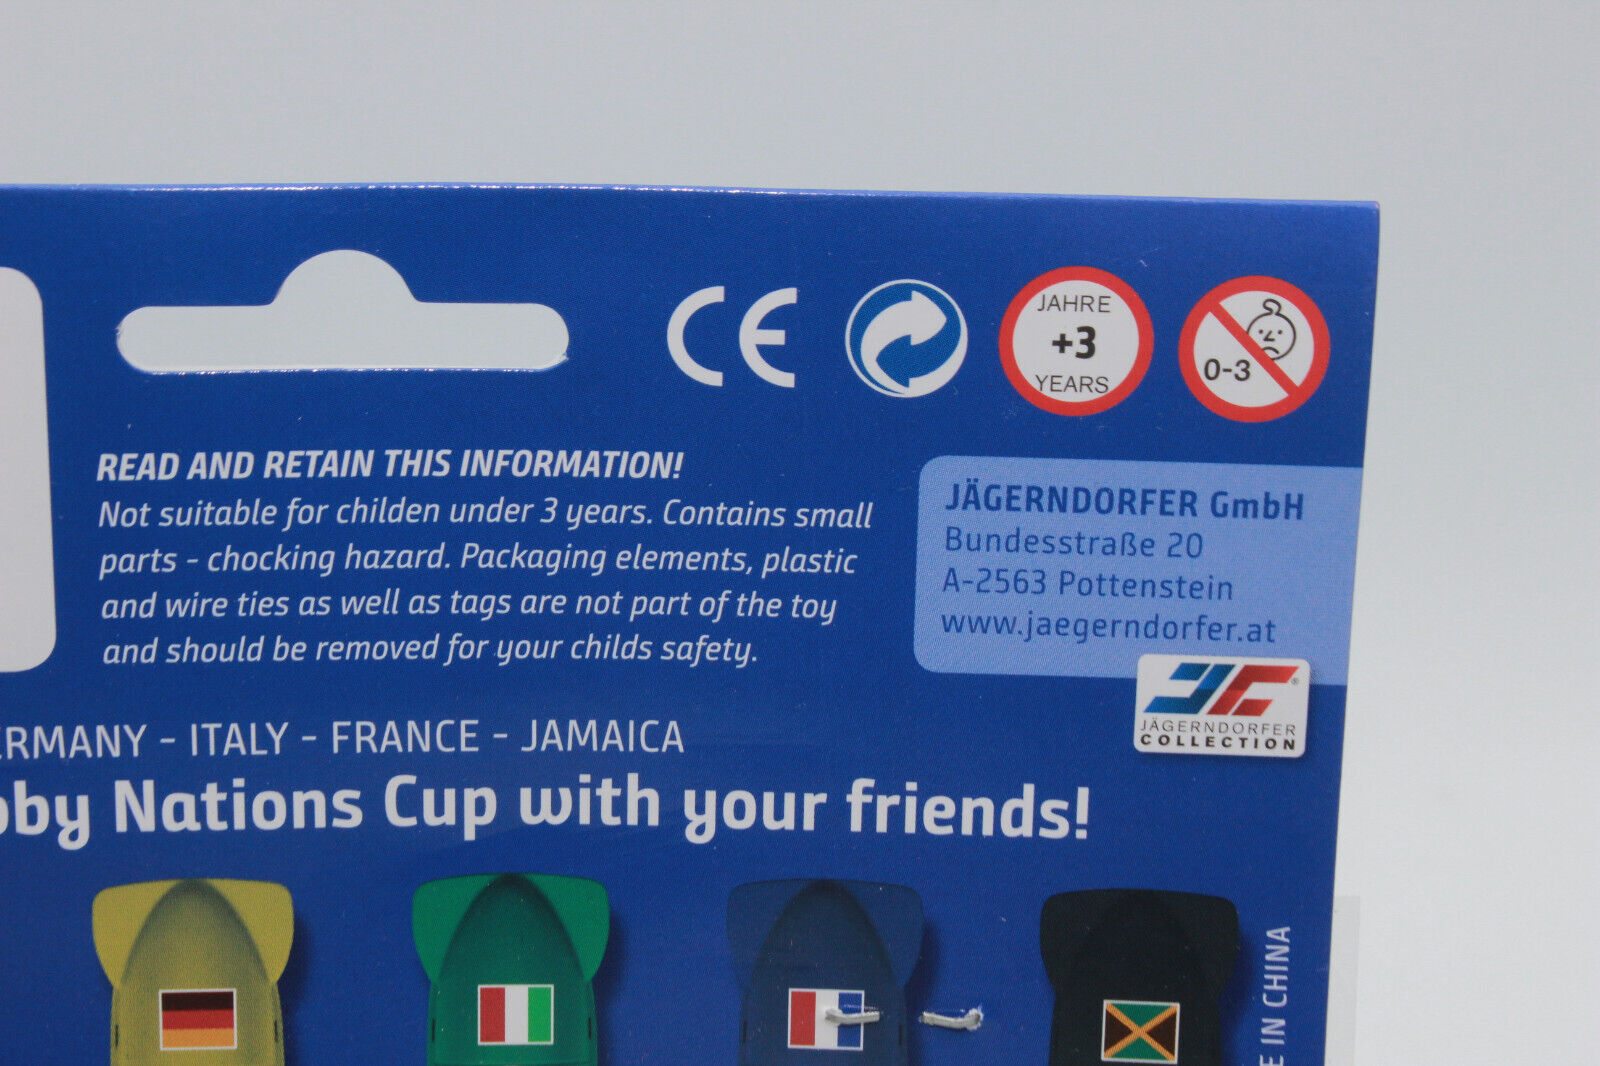 CE
JAHRE
+3
YEARS
0-3
READ AND RETAIN THIS INFORMATION!
Not suitable for childen under 3 years. Contains small
parts - chocking hazard. Packaging elements, plastic
and wire ties as well as tags are not part of the toy
and should be removed for your childs safety.
JÄGERNDORFER GmbH
Bundesstraße 20
A-2563 Pottenstein
www.jaegerndorfer.at
JÄGERNDORFER
COLLECTION
ERMANY - ITALY - FRANCE - JAMAICA
bby Nations Cup with your friends!
E IN CHINA